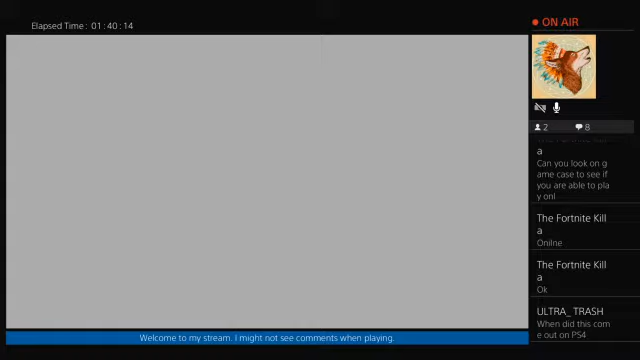 Elapsed Time : 01:40:14
ON AIR
2
8
a
Can you look on g
ame case to see if
you are able to pla
y onl
The Fortnite Kill
a
Onilne
The Fortnite Kill
a
Ok
ULTRA_ TRASH
When did this com
e out on PS4
Welcome to my stream. I might not see comments when playing.